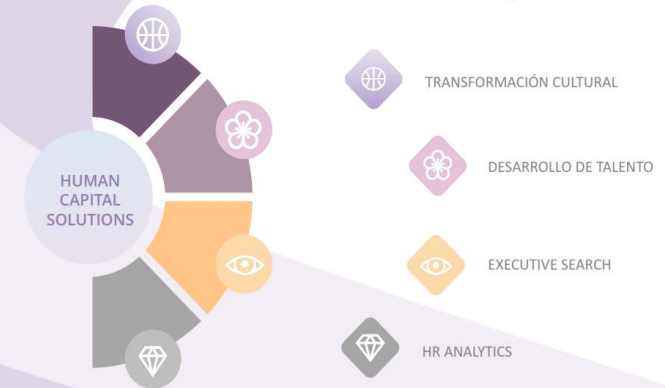 HUMAN
CAPITAL
SOLUTIONS
TRANSFORMACIÓN CULTURAL
DESARROLLO DE TALENTO
EXECUTIVE SEARCH
HR ANALYTICS